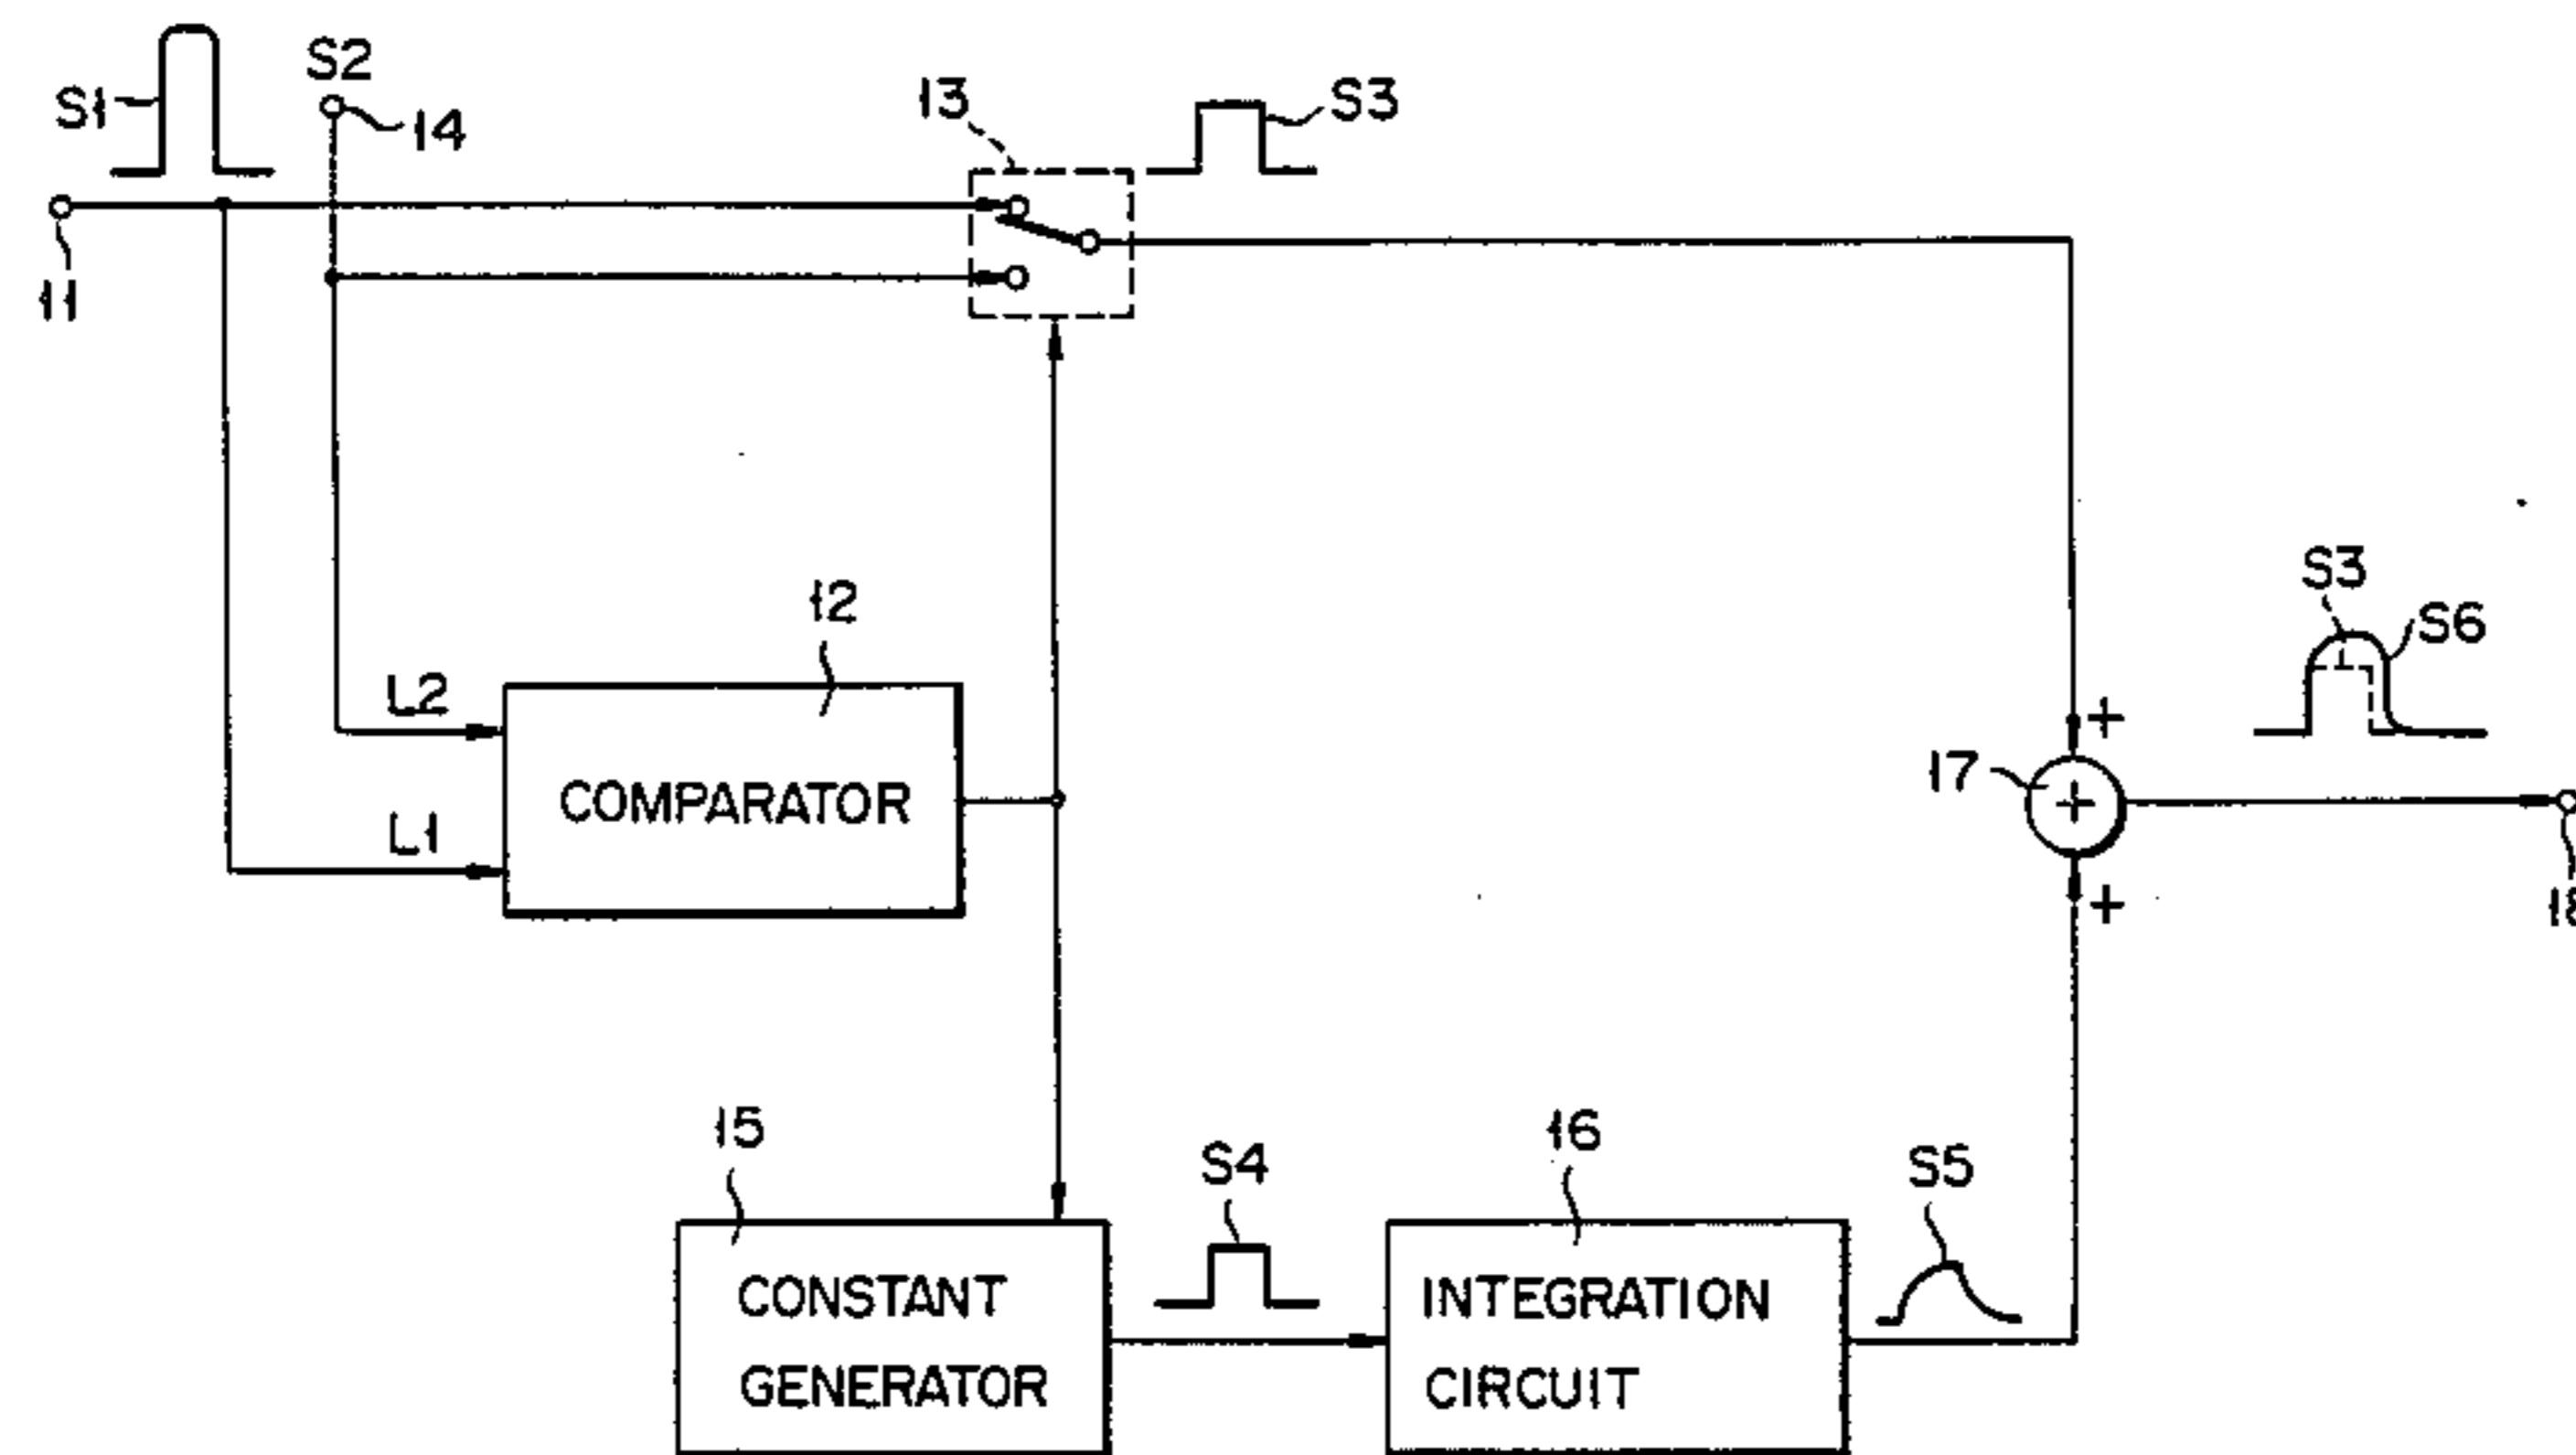 S1
S2
14
13
S3
11
12
L2
COMPARATOR
L1
S3
S6
17
+
+
+
18
15
S4
16
S5
CONSTANT
GENERATOR
INTEGRATION
CIRCUIT